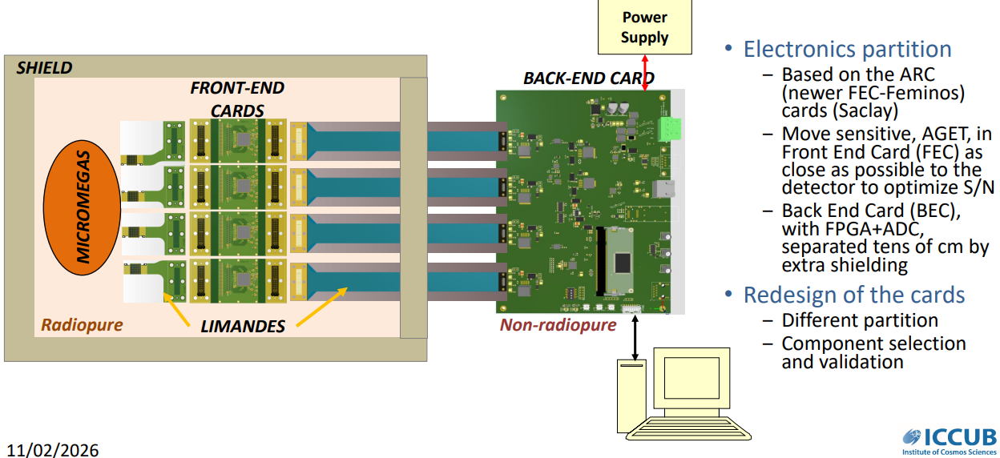 Power
Supply
SHIELD
FRONT-END
CARDS
BACK-END CARD
MICROMEGAS
Radiopure
LIMANDES
Non-radiopure
• Electronics partition
– Based on the ARC
(newer FEC-Feminos)
cards (Saclay)
– Move sensitive, AGET, in
Front End Card (FEC) as
close as possible to the
detector to optimize S/N
– Back End Card (BEC),
with FPGA+ADC,
separated tens of cm by
extra shielding
• Redesign of the cards
– Different partition
– Component selection
and validation
11/02/2026
ICCUB
Institute of Cosmos Sciences